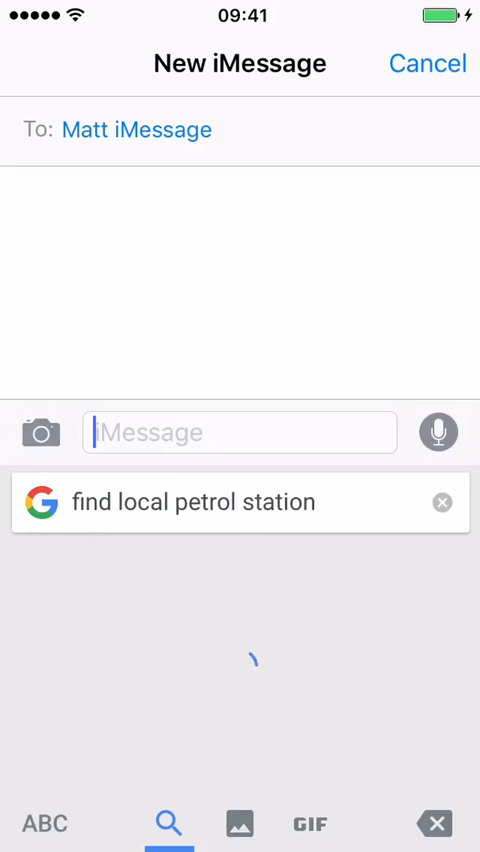 09:41
New iMessage
Cancel
To: Matt iMessage
iMessage
find local petrol station
ABC
GIF